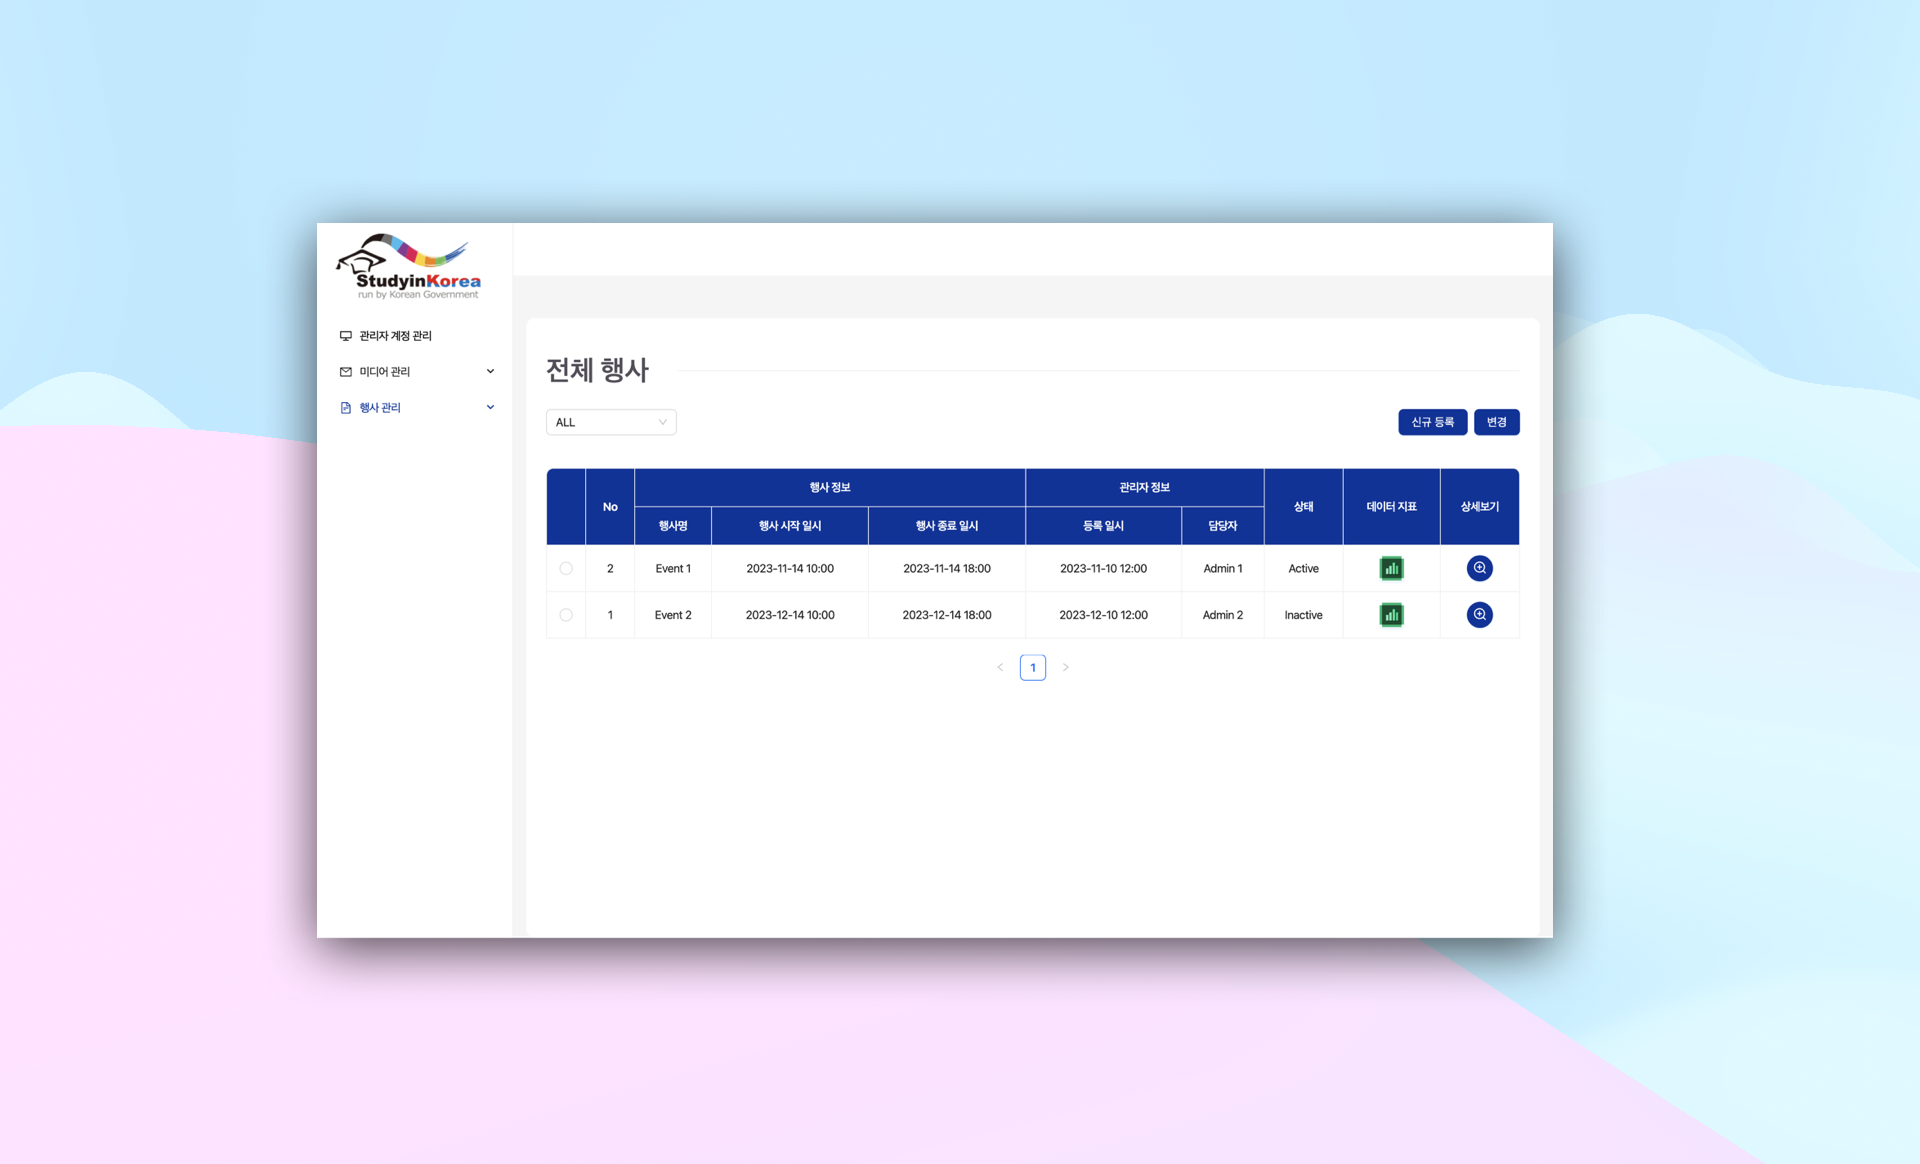 StudyinKorea
run by Korean Government
관리자 계정 관리
미디어 관리
행사 관리
전체 행사
ALL
신규 등록 변경
No 행사 정보 관리자 정보 상태 데이터 지표 상세보기
행사명 행사 시작 일시 행사 종료 일시 등록 일시 담당자
2 Event 1 2023-11-14 10:00 2023-11-14 18:00 2023-11-10 12:00 Admin 1 Active
1 Event 2 2023-12-14 10:00 2023-12-14 18:00 2023-12-10 12:00 Admin 2 Inactive
1